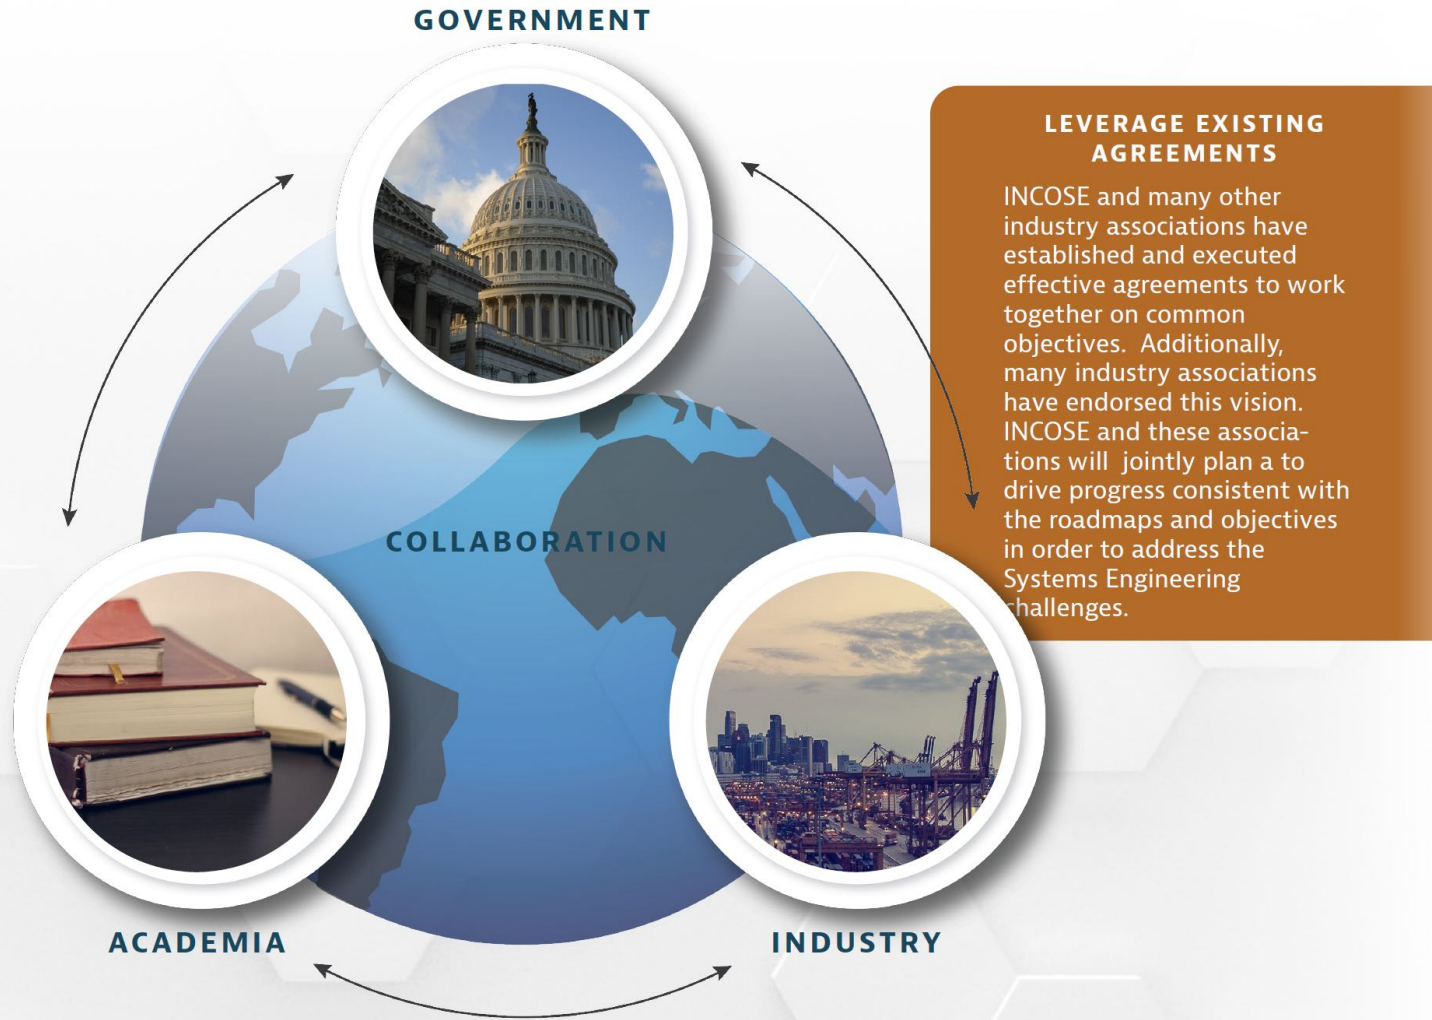 GOVERNMENT
LEVERAGE EXISTING
AGREEMENTS
INCOSE and many other
industry associations have
established and executed
effective agreements to work
together on common
objectives.  Additionally,
many industry associations
have endorsed this vision.
INCOSE and these associa-
tions will  jointly plan a to
drive progress consistent with
the roadmaps and objectives
in order to address the
Systems Engineering
challenges.
COLLABORATION
ACADEMIA
INDUSTRY